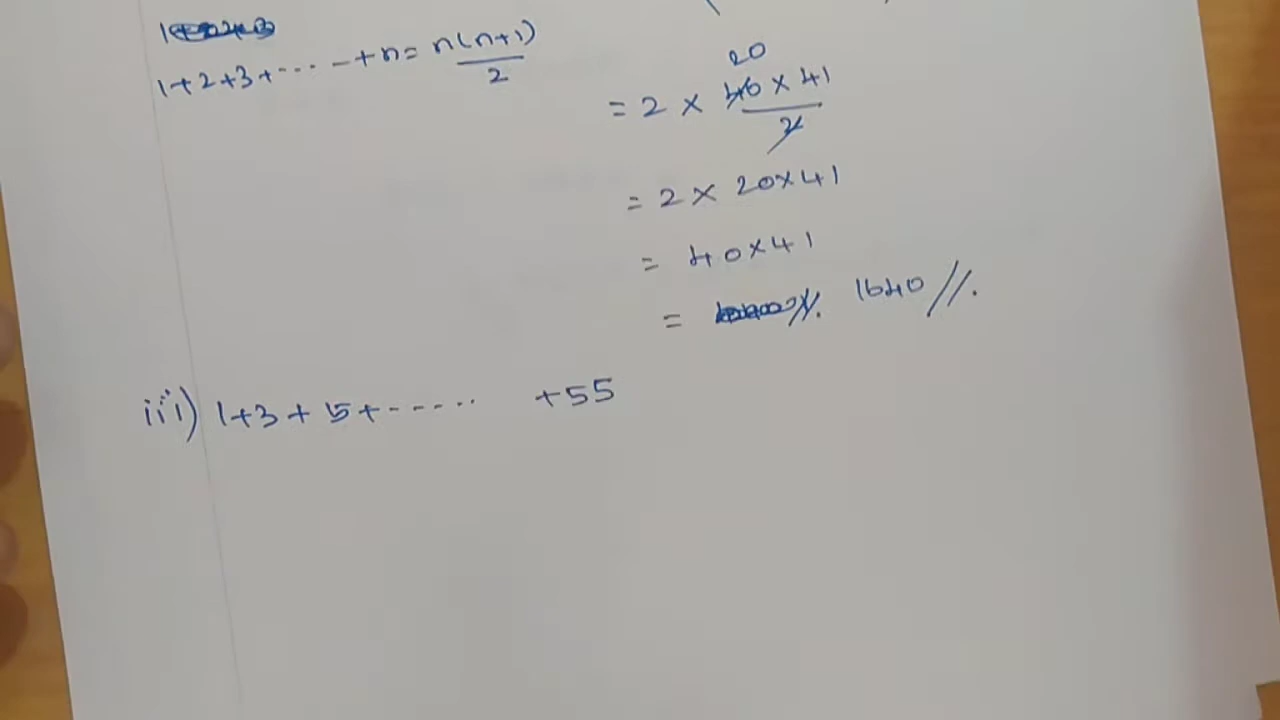 1+2+3+----+n= n(n+1)/2
= 2 × 40×41/2
20
= 2 × 20×41
= 40×41
= 1640//.
iii) 1+3+5+----- +55